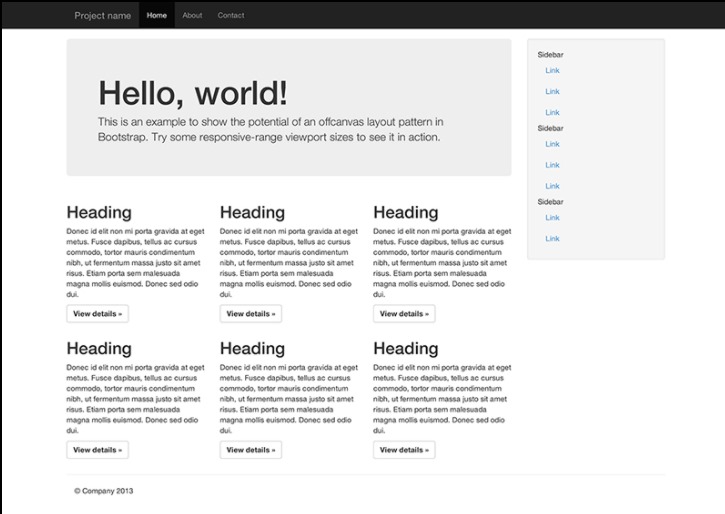 Project name Home About Contact
Hello, world!
This is an example to show the potential of an offcanvas layout pattern in
Bootstrap. Try some responsive-range viewport sizes to see it in action.
Sidebar
Link
Link
Link
Sidebar
Link
Link
Link
Sidebar
Link
Link
Heading
Donec id elit non mi porta gravida at eget
metus. Fusce dapibus, tellus ac cursus
commodo, tortor mauris condimentum
nibh, ut fermentum massa justo sit amet
risus. Etiam porta sem malesuada
magna mollis euismod. Donec sed odio
dui.
View details »
Heading
Donec id elit non mi porta gravida at eget
metus. Fusce dapibus, tellus ac cursus
commodo, tortor mauris condimentum
nibh, ut fermentum massa justo sit amet
risus. Etiam porta sem malesuada
magna mollis euismod. Donec sed odio
dui.
View details »
Heading
Donec id elit non mi porta gravida at eget
metus. Fusce dapibus, tellus ac cursus
commodo, tortor mauris condimentum
nibh, ut fermentum massa justo sit amet
risus. Etiam porta sem malesuada
magna mollis euismod. Donec sed odio
dui.
View details »
Heading
Donec id elit non mi porta gravida at eget
metus. Fusce dapibus, tellus ac cursus
commodo, tortor mauris condimentum
nibh, ut fermentum massa justo sit amet
risus. Etiam porta sem malesuada
magna mollis euismod. Donec sed odio
dui.
View details »
Heading
Donec id elit non mi porta gravida at eget
metus. Fusce dapibus, tellus ac cursus
commodo, tortor mauris condimentum
nibh, ut fermentum massa justo sit amet
risus. Etiam porta sem malesuada
magna mollis euismod. Donec sed odio
dui.
View details »
Heading
Donec id elit non mi porta gravida at eget
metus. Fusce dapibus, tellus ac cursus
commodo, tortor mauris condimentum
nibh, ut fermentum massa justo sit amet
risus. Etiam porta sem malesuada
magna mollis euismod. Donec sed odio
dui.
View details »
© Company 2013